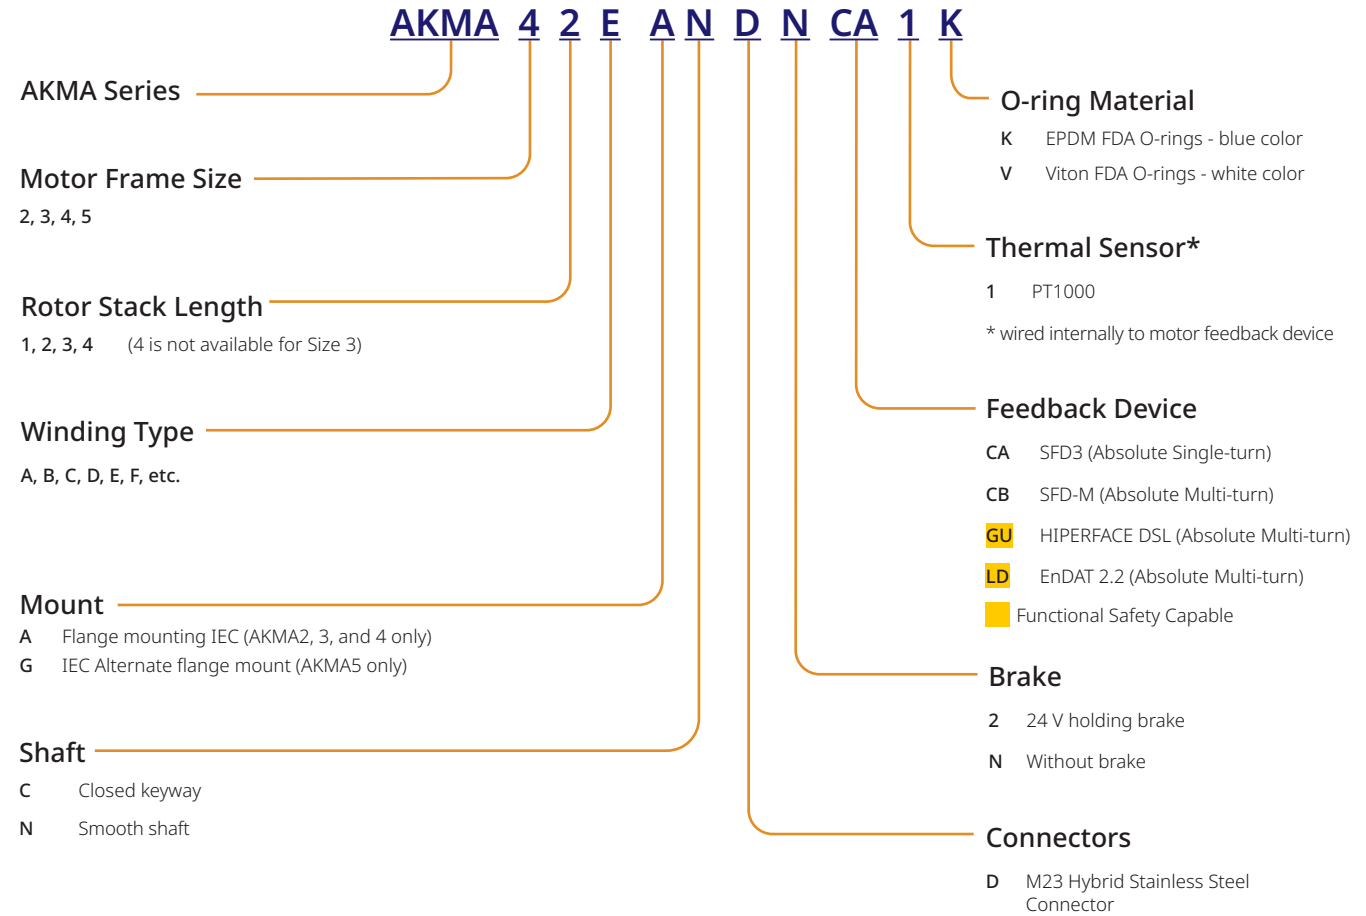 AKMA 4 2 E A N D N CA 1 K
AKMA Series
Motor Frame Size
2, 3, 4, 5
Rotor Stack Length
1, 2, 3, 4 (4 is not available for Size 3)
Winding Type
A, B, C, D, E, F, etc.
Mount
A Flange mounting IEC (AKMA2, 3, and 4 only)
G IEC Alternate flange mount (AKMA5 only)
Shaft
C Closed keyway
N Smooth shaft
O-ring Material
K EPDM FDA O-rings - blue color
V Viton FDA O-rings - white color
Thermal Sensor*
1 PT1000
* wired internally to motor feedback device
Feedback Device
CA SFD3 (Absolute Single-turn)
CB SFD-M (Absolute Multi-turn)
GU HIPERFACE DSL (Absolute Multi-turn)
LD EnDAT 2.2 (Absolute Multi-turn)
Functional Safety Capable
Brake
2 24 V holding brake
N Without brake
Connectors
D M23 Hybrid Stainless Steel
Connector